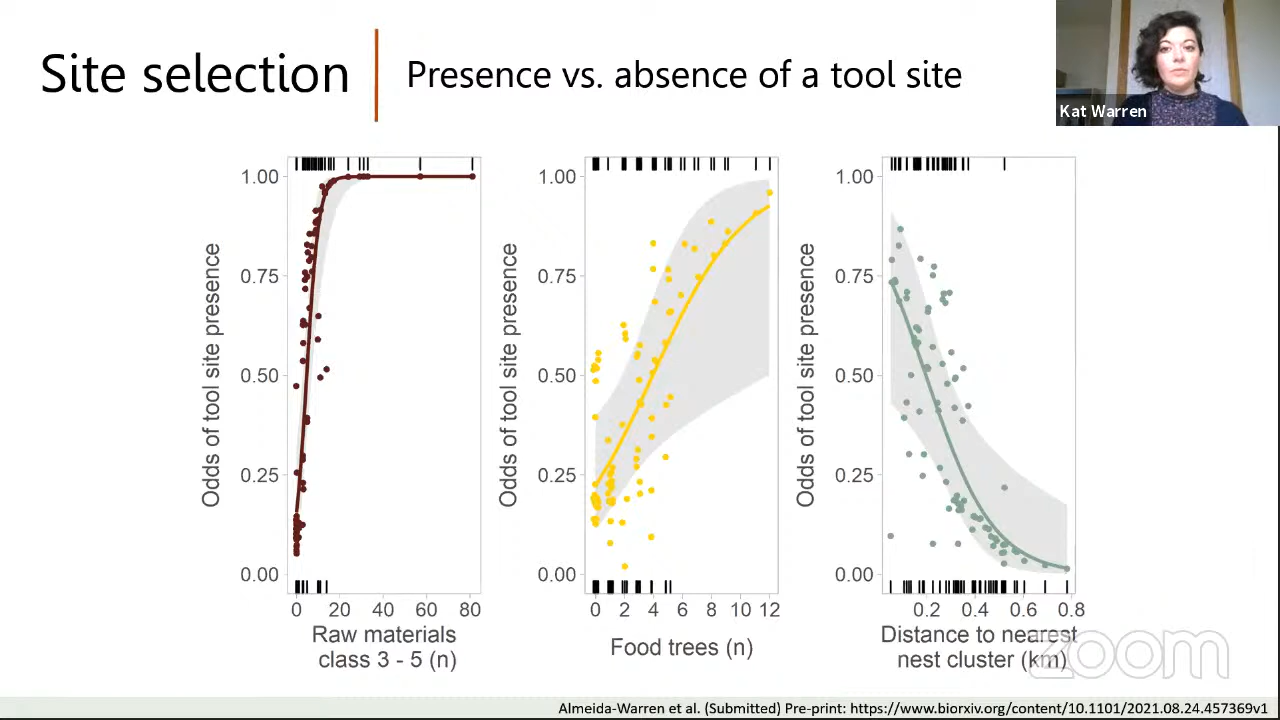 Site selection
Presence vs. absence of a tool site
Kat Warren
Odds of tool site presence
1.00
0.75
0.50
0.25
0.00
0 20 40 60 80
Raw materials
class 3 - 5 (n)
Odds of tool site presence
1.00
0.75
0.50
0.25
0.00
0 2 4 6 8 10 12
Food trees (n)
Odds of tool site presence
1.00
0.75
0.50
0.25
0.00
0.2 0.4 0.6 0.8
Distance to nearest
nest cluster (km)
zoom
Almeida-Warren et al. (Submitted) Pre-print: https://www.biorxiv.org/content/10.1101/2021.08.24.457369v1